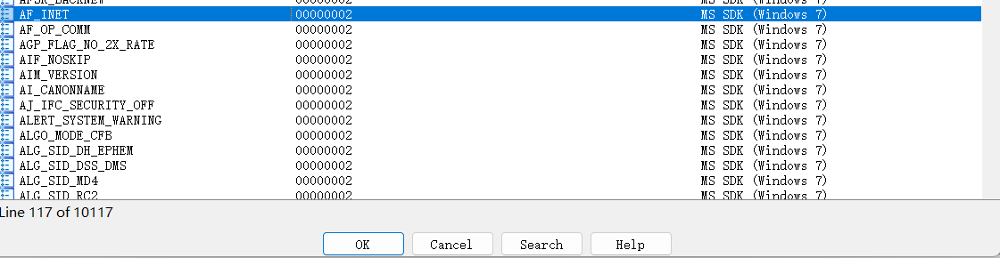 MS SDK (Windows 7)
AF_INET 00000002 MS SDK (Windows 7)
AF_OP_COMM 00000002 MS SDK (Windows 7)
AGP_FLAG_NO_2X_RATE 00000002 MS SDK (Windows 7)
AIF_NOSKIP 00000002 MS SDK (Windows 7)
AIM_VERSION 00000002 MS SDK (Windows 7)
AI_CANONNAME 00000002 MS SDK (Windows 7)
AJ_IFC_SECURITY_OFF 00000002 MS SDK (Windows 7)
ALERT_SYSTEM_WARNING 00000002 MS SDK (Windows 7)
ALGO_MODE_CFB 00000002 MS SDK (Windows 7)
ALG_SID_DH_EPHEM 00000002 MS SDK (Windows 7)
ALG_SID_DSS_DMS 00000002 MS SDK (Windows 7)
ALG_SID_MD4 00000002 MS SDK (Windows 7)
ALG_SID_RC2 00000002 MS SDK (Windows 7)
Line 117 of 10117
OK Cancel Search Help